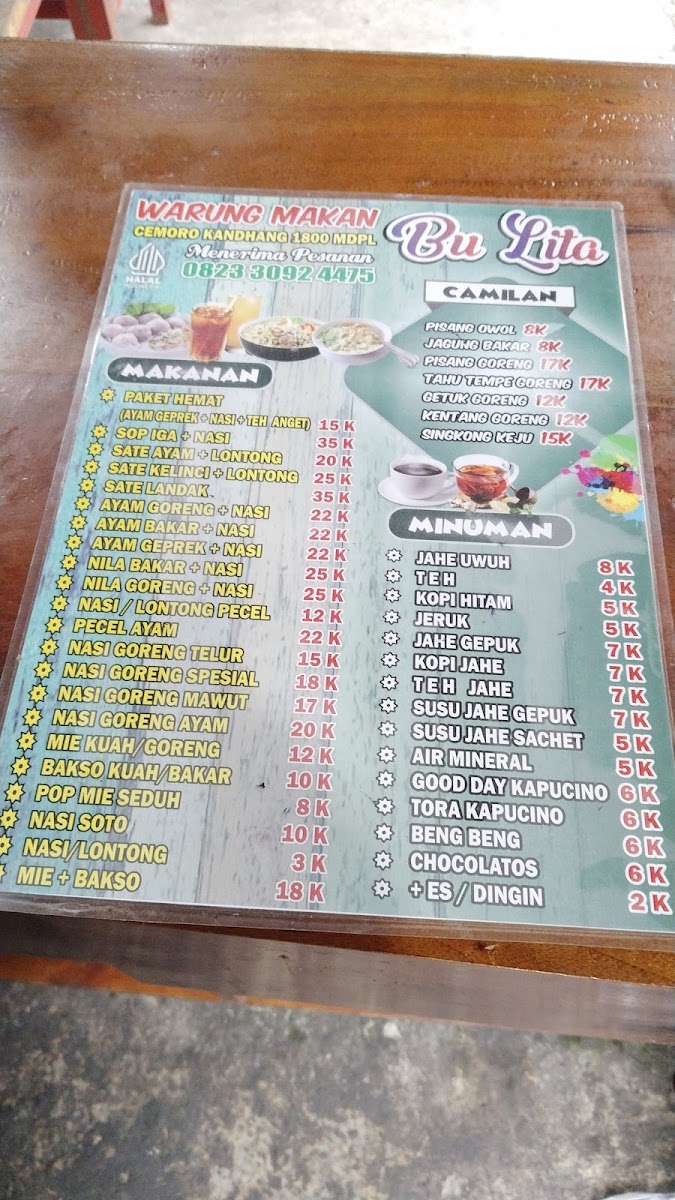 WARUNG MAKAN
Bu Lita
CEMORO KANDHANG 1800 MDPL
Menerima Pesanan
0823 3092 4475
HALAL
INDONESIA
CAMILAN
PISANG OWOL 8K
JAGUNG BAKAR 8K
PISANG GORENG 17K
TAHU TEMPE GORENG 17K
GETUK GORENG 12K
KENTANG GORENG 12K
SINGKONG KEJU 15K
MAKANAN
PAKET HEMAT
(AYAM GEPREK + NASI + TEH ANGET) 15 K
SOP IGA + NASI 35 K
SATE AYAM + LONTONG 20 K
SATE KELINCI + LONTONG 25 K
SATE LANDAK 35 K
AYAM GORENG + NASI 22 K
AYAM BAKAR + NASI 22 K
AYAM GEPREK + NASI 22 K
NILA BAKAR + NASI 25 K
NILA GORENG + NASI 25 K
NASI / LONTONG PECEL 12 K
PECEL AYAM 22 K
NASI GORENG TELUR 15 K
NASI GORENG SPESIAL 18 K
NASI GORENG MAWUT 17 K
NASI GORENG AYAM 20 K
MIE KUAH/GORENG 12 K
BAKSO KUAH/BAKAR 10 K
POP MIE SEDUH 8 K
NASI SOTO 10 K
NASI/LONTONG 3 K
MIE + BAKSO 18 K
MINUMAN
JAHE UWUH 8 K
T E H 4 K
KOPI HITAM 5 K
JERUK 5 K
JAHE GEPUK 7 K
KOPI JAHE 7 K
T E H JAHE 7 K
SUSU JAHE GEPUK 7 K
SUSU JAHE SACHET 5 K
AIR MINERAL 5 K
GOOD DAY KAPUCINO 6 K
TORA KAPUCINO 6 K
BENG BENG 6 K
CHOCOLATOS 6 K
+ ES / DINGIN 2 K